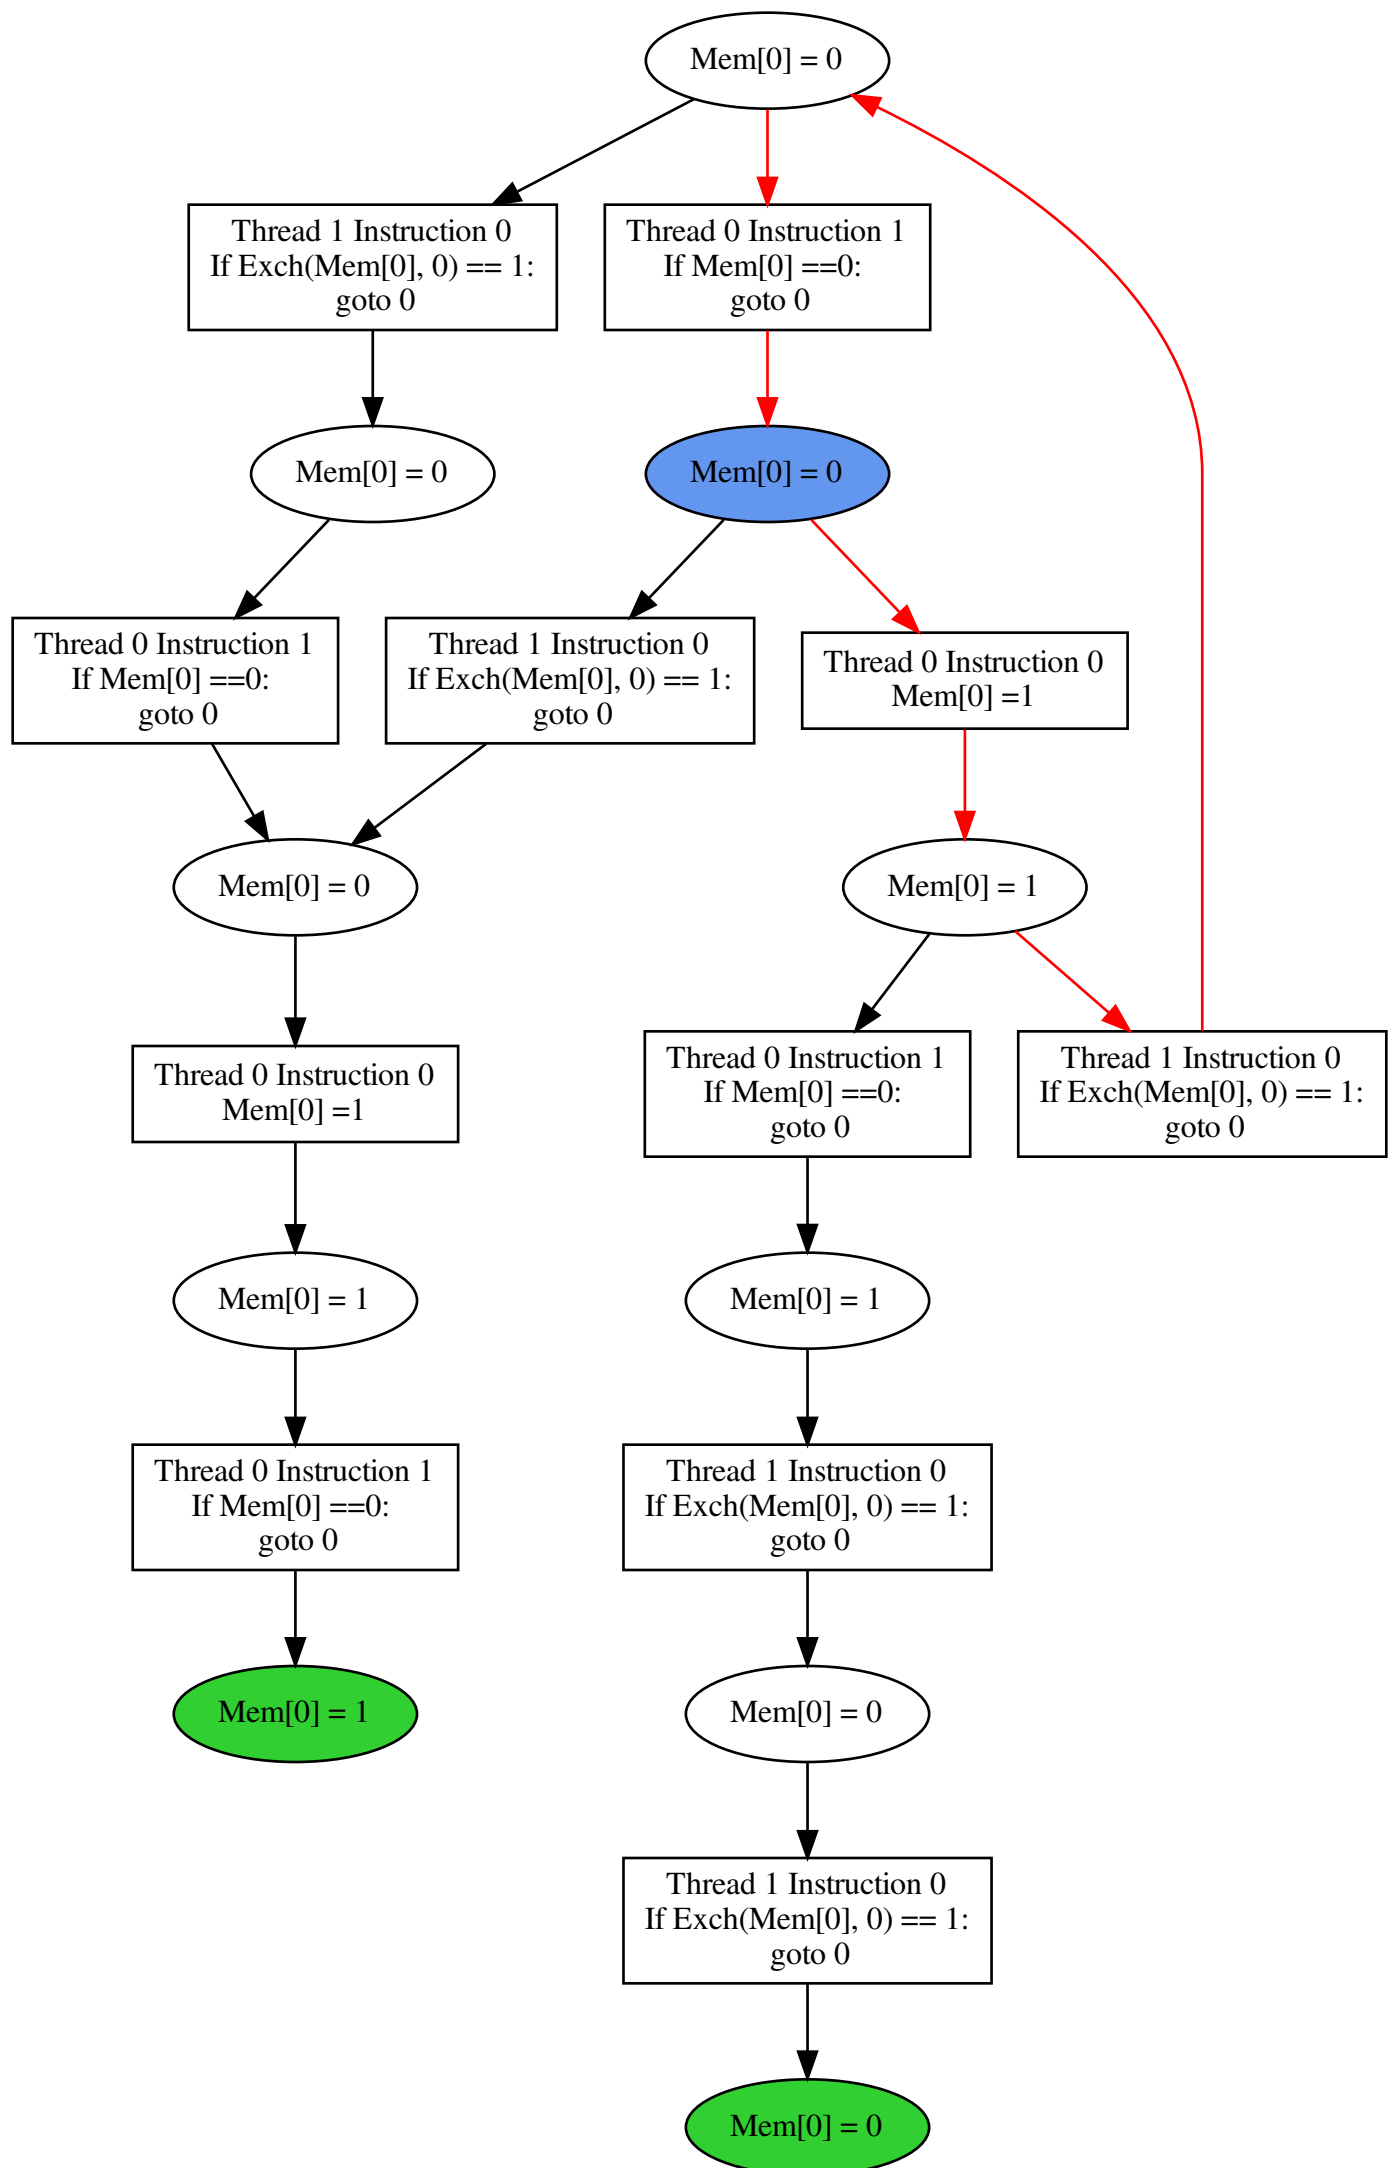 Mem[0] = 0
Thread 1 Instruction 0
If Exch(Mem[0], 0) == 1:
goto 0
Thread 0 Instruction 1
If Mem[0] ==0:
goto 0
Mem[0] = 0
Mem[0] = 0
Thread 0 Instruction 1
If Mem[0] ==0:
goto 0
Thread 1 Instruction 0
If Exch(Mem[0], 0) == 1:
goto 0
Thread 0 Instruction 0
Mem[0] =1
Mem[0] = 0
Mem[0] = 1
Thread 0 Instruction 0
Mem[0] =1
Thread 0 Instruction 1
If Mem[0] ==0:
goto 0
Thread 1 Instruction 0
If Exch(Mem[0], 0) == 1:
goto 0
Mem[0] = 1
Mem[0] = 1
Thread 0 Instruction 1
If Mem[0] ==0:
goto 0
Thread 1 Instruction 0
If Exch(Mem[0], 0) == 1:
goto 0
Mem[0] = 1
Mem[0] = 0
Thread 1 Instruction 0
If Exch(Mem[0], 0) == 1:
goto 0
Mem[0] = 0